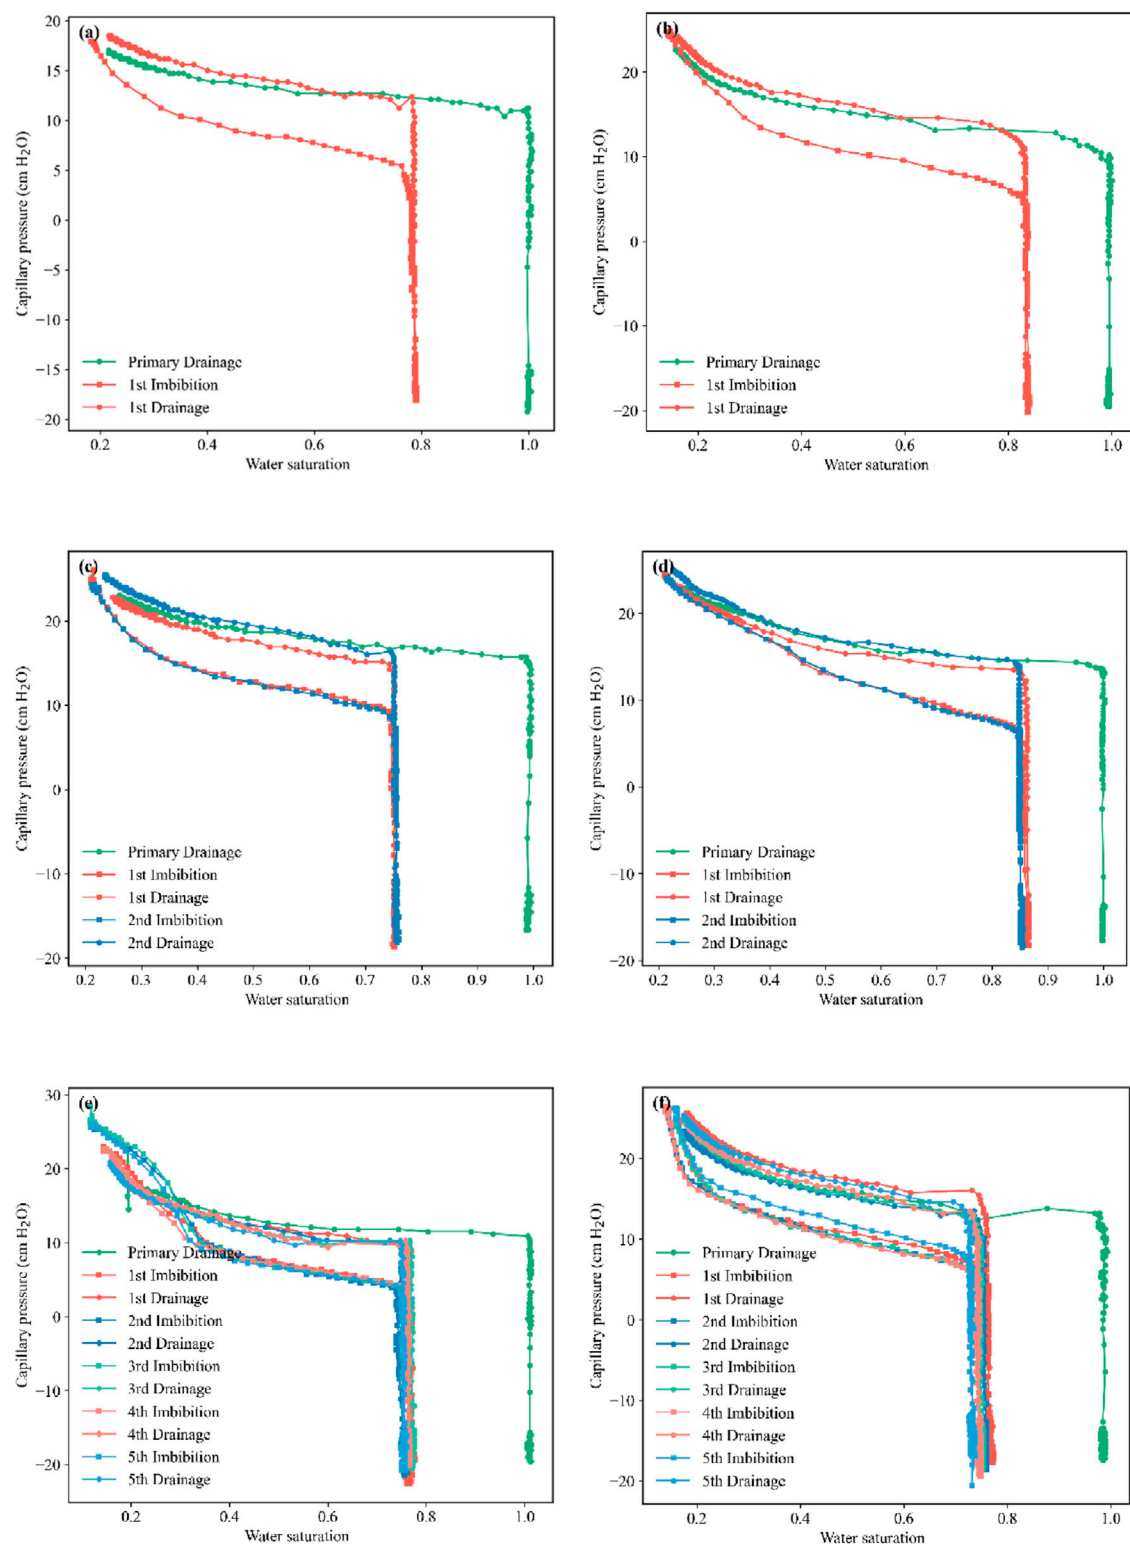 (a)
Capillary pressure (cm H₂O)
20
15
10
5
0
−5
−10
−15
−20
Primary Drainage
1st Imbibition
1st Drainage
0.2 0.4 0.6 0.8 1.0
Water saturation
(b)
Capillary pressure (cm H₂O)
20
10
0
−10
−20
Primary Drainage
1st Imbibition
1st Drainage
0.2 0.4 0.6 0.8 1.0
Water saturation
(c)
Capillary pressure (cm H₂O)
20
10
0
−10
−20
Primary Drainage
1st Imbibition
1st Drainage
2nd Imbibition
2nd Drainage
0.2 0.3 0.4 0.5 0.6 0.7 0.8 0.9 1.0
Water saturation
(d)
Capillary pressure (cm H₂O)
20
10
0
−10
−20
Primary Drainage
1st Imbibition
1st Drainage
2nd Imbibition
2nd Drainage
0.2 0.3 0.4 0.5 0.6 0.7 0.8 0.9 1.0
Water saturation
(e)
Capillary pressure (cm H₂O)
30
20
10
0
−10
−20
Primary Drainage
1st Imbibition
1st Drainage
2nd Imbibition
2nd Drainage
3rd Imbibition
3rd Drainage
4th Imbibition
4th Drainage
5th Imbibition
5th Drainage
0.2 0.4 0.6 0.8 1.0
Water saturation
(f)
Capillary pressure (cm H₂O)
20
10
0
−10
−20
Primary Drainage
1st Imbibition
1st Drainage
2nd Imbibition
2nd Drainage
3rd Imbibition
3rd Drainage
4th Imbibition
4th Drainage
5th Imbibition
5th Drainage
0.2 0.4 0.6 0.8 1.0
Water saturation